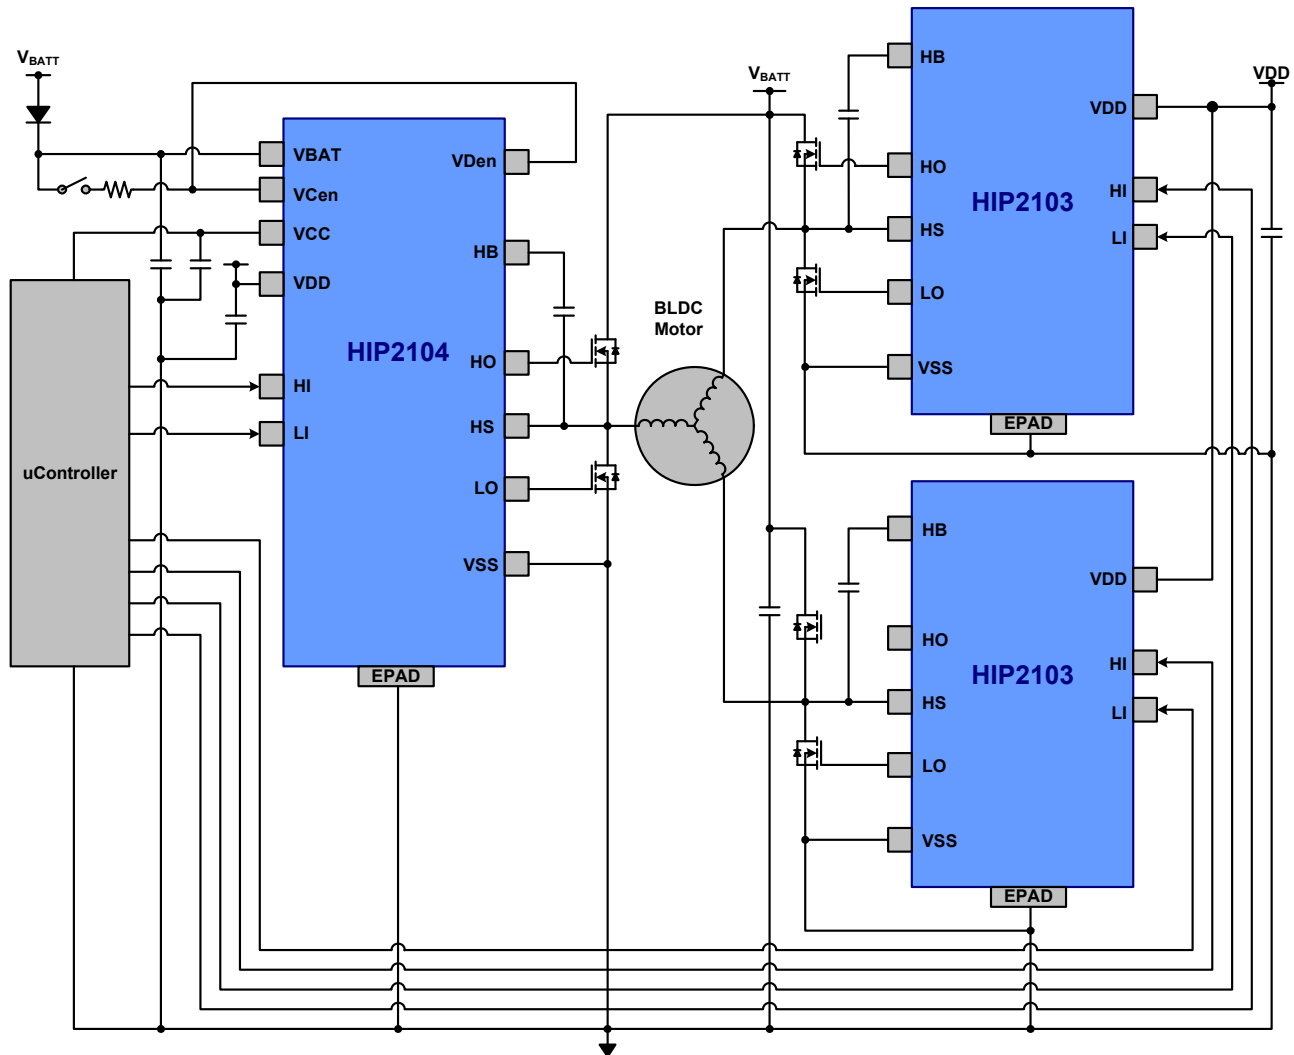 VBATT
VBAT
VCen
VCC
VDD
HI
LI
VDen
HB
HO
HS
LO
VSS
HIP2104
EPAD
uController
BLDC
Motor
VBATT
HB
HO
HS
LO
VSS
VDD
HI
LI
HIP2103
EPAD
VDD
HB
HO
HS
LO
VSS
VDD
HI
LI
HIP2103
EPAD